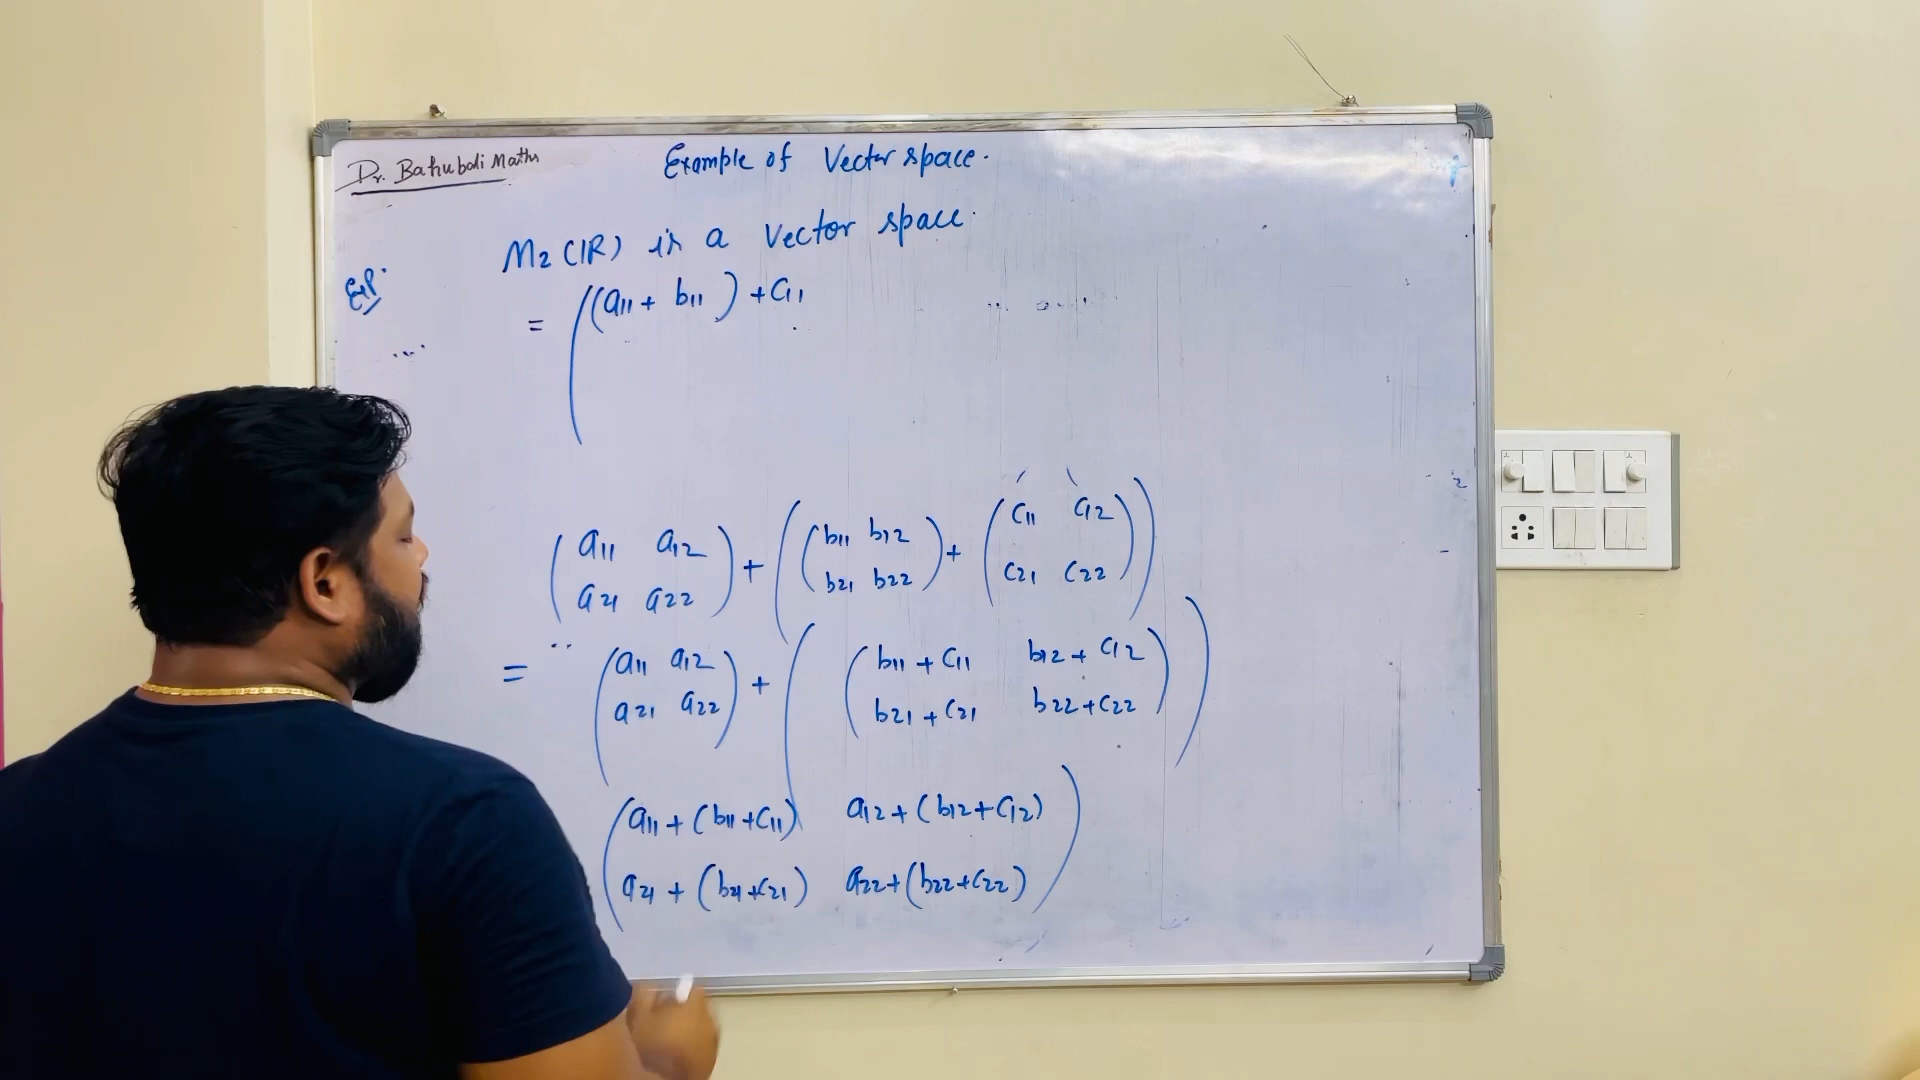 Dr. Bahubali Maths
Example of Vector space.
M2 (IR) is a vector space.
Exp.
= ((a11 + b11) + c11
(a11 a12
a21 a22) + ((b11 b12
b21 b22) + (c11 c12
c21 c22))
= (a11 a12
a21 a22) + ((b11 + c11 b12 + c12
b21 + c21 b22 + c22))
(a11 + (b11 + c11) a12 + (b12 + c12)
a21 + (b21 + c21) a22 + (b22 + c22))